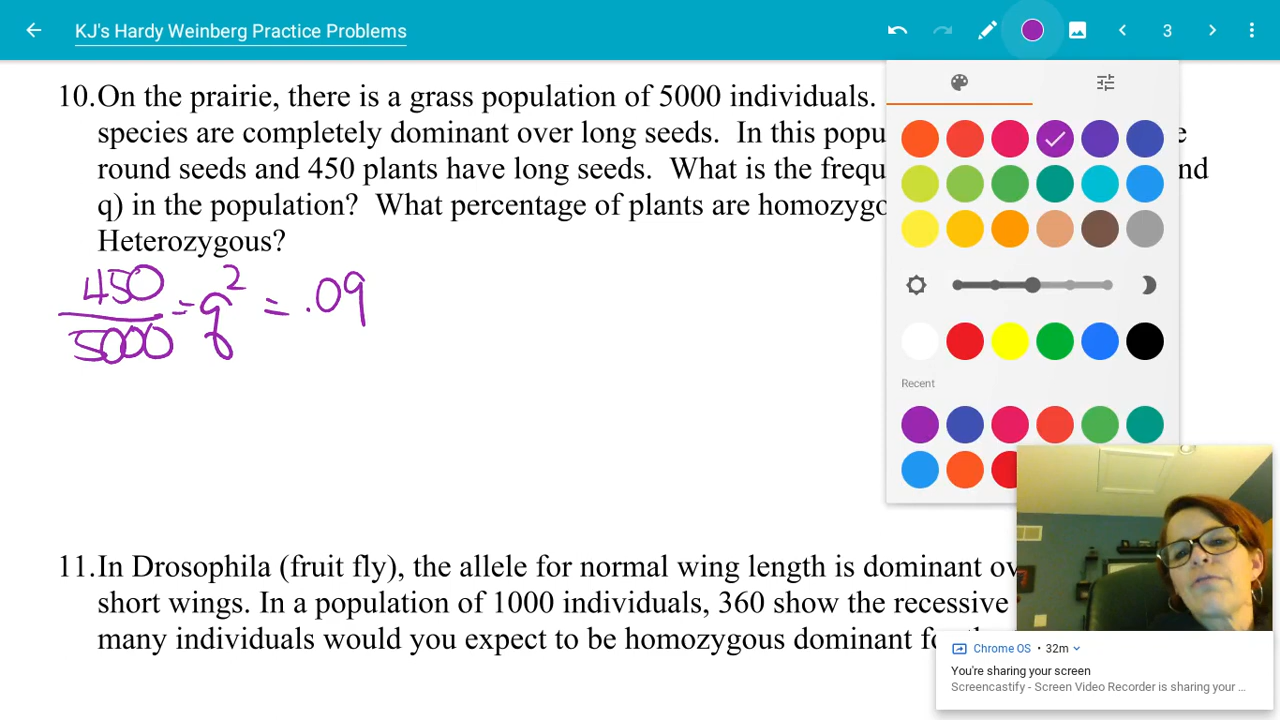 KJ's Hardy Weinberg Practice Problems
3
10.On the prairie, there is a grass population of 5000 individuals.
species are completely dominant over long seeds. In this popu e
round seeds and 450 plants have long seeds. What is the frequ nd
q) in the population? What percentage of plants are homozygo
Heterozygous?
450
5000
= q2 = .09
Recent
11.In Drosophila (fruit fly), the allele for normal wing length is dominant ov
short wings. In a population of 1000 individuals, 360 show the recessive
many individuals would you expect to be homozygous dominant
Chrome OS • 32m
You're sharing your screen
Screencastify - Screen Video Recorder is sharing your ...